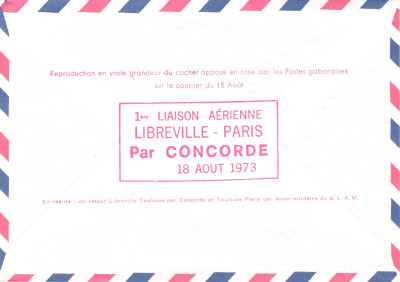 Reproduction en vraie grandeur du cachet apposé en rose par les Postes gabonaises
sur le courrier du 18 Août
1ère LIAISON AÉRIENNE
LIBREVILLE - PARIS
Par CONCORDE
18 AOUT 1973
En réalité : vol retour Libreville Toulouse par Concorde et Toulouse Paris par avion militaire du G.L.A.M.